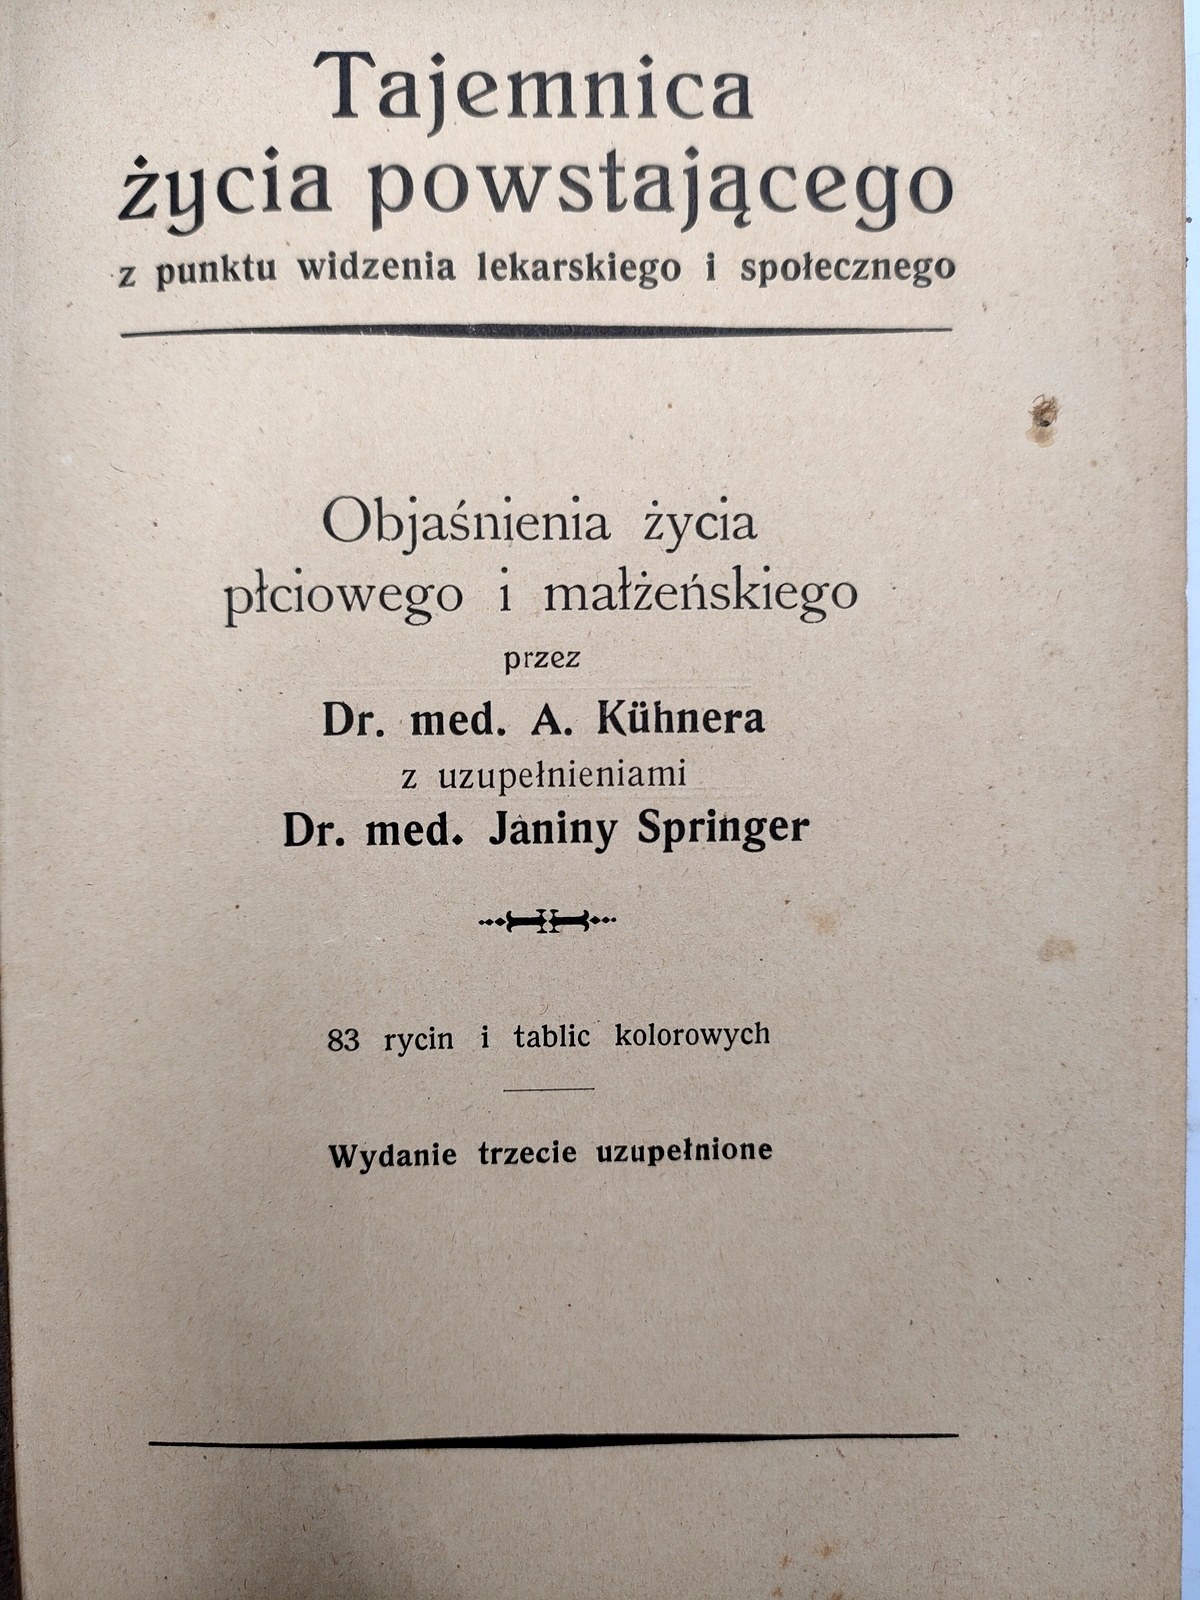 Tajemnica
życia powstającego
z punktu widzenia lekarskiego i społecznego
Objaśnienia życia
płciowego i małżeńskiego
przez
Dr. med. A. Kühnera
z uzupełnieniami
Dr. med. Janiny Springer
83 rycin i tablic kolorowych
Wydanie trzecie uzupełnione